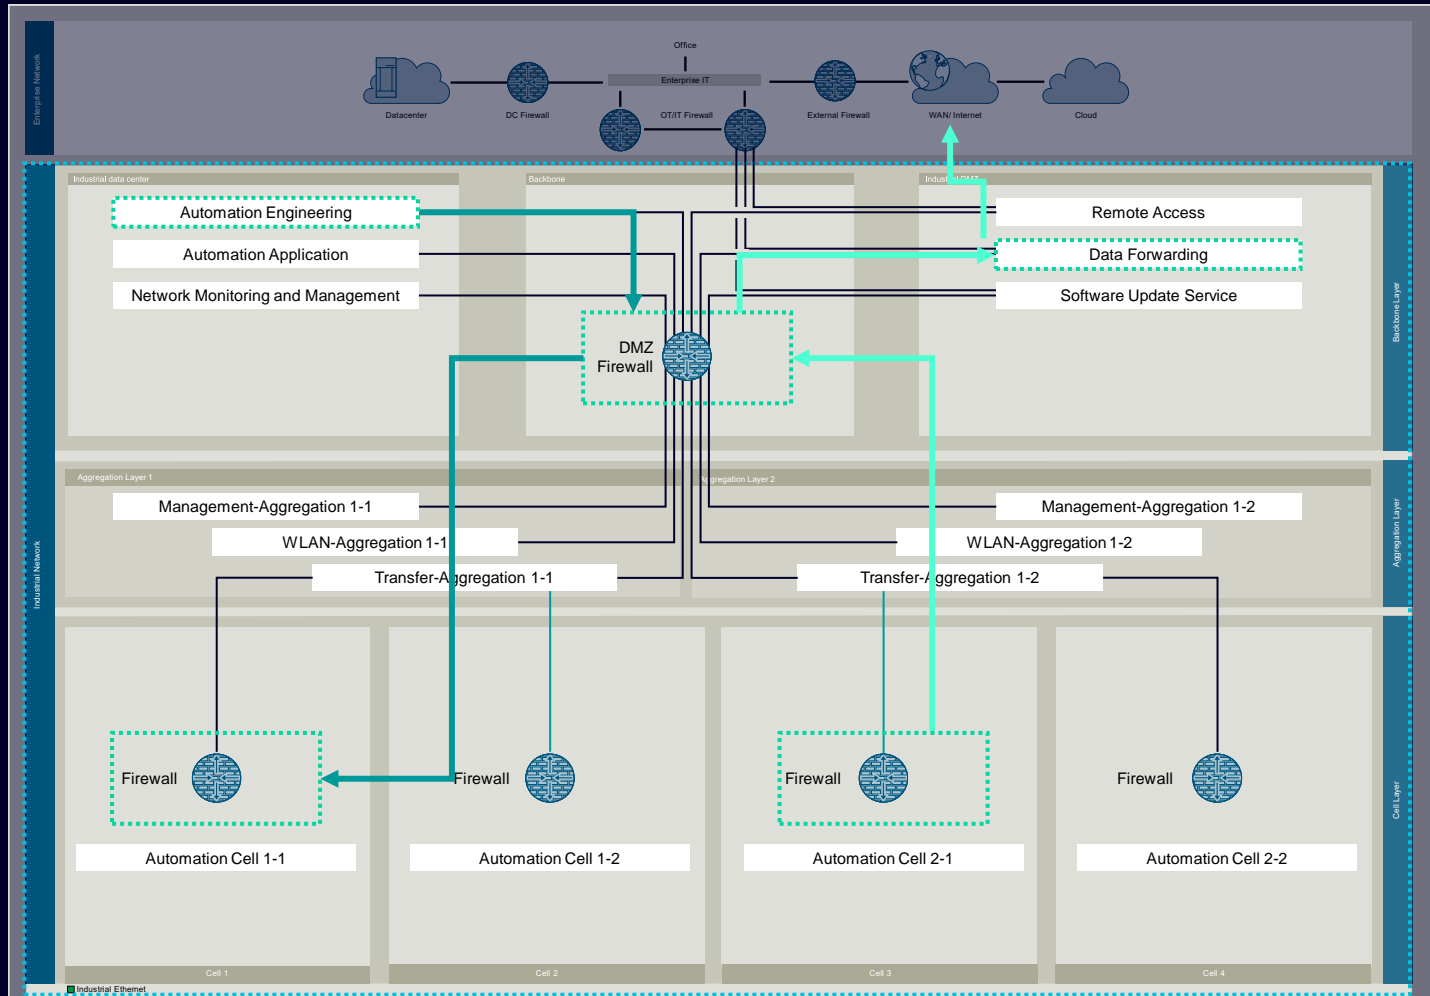 Enterprise Network
Office
Enterprise IT
Datacenter
DC Firewall
OT/IT Firewall
External Firewall
WAN/ Internet
Cloud
Industrial Network
Backbone Layer
Industrial data center
Backbone
Industrial DMZ
Automation Engineering
Automation Application
Network Monitoring and Management
Remote Access
Data Forwarding
Software Update Service
DMZ
Firewall
Aggregation Layer
Aggregation Layer 1
Aggregation Layer 2
Management-Aggregation 1-1
WLAN-Aggregation 1-1
Transfer-Aggregation 1-1
Management-Aggregation 1-2
WLAN-Aggregation 1-2
Transfer-Aggregation 1-2
Cell Layer
Firewall
Firewall
Firewall
Firewall
Automation Cell 1-1
Automation Cell 1-2
Automation Cell 2-1
Automation Cell 2-2
Cell 1
Cell 2
Cell 3
Cell 4
Industrial Ethernet